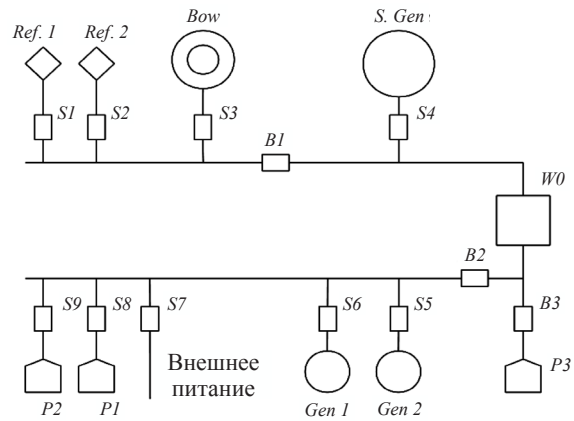 Ref. 1 Ref. 2 Bow S. Gen
S1 S2 S3 S4
B1
W0
B2
S9 S8 S7 S6 S5 B3
Внешнее
питание
P2 P1 Gen 1 Gen 2 P3